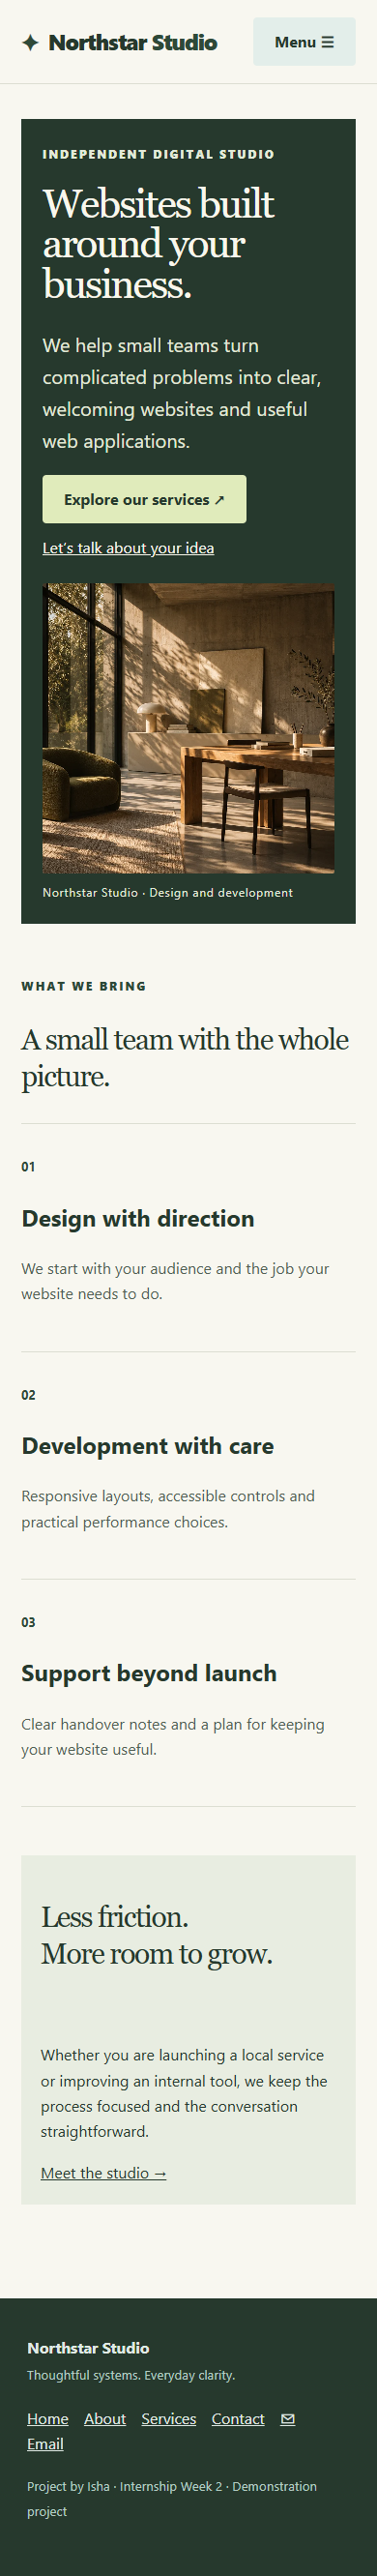 ✦ Northstar Studio
Menu ☰
INDEPENDENT DIGITAL STUDIO
Websites built
around your
business.
We help small teams turn
complicated problems into clear,
welcoming websites and useful
web applications.
Explore our services ↗
Let's talk about your idea
Northstar Studio · Design and development
WHAT WE BRING
A small team with the whole
picture.
01
Design with direction
We start with your audience and the job your
website needs to do.
02
Development with care
Responsive layouts, accessible controls and
practical performance choices.
03
Support beyond launch
Clear handover notes and a plan for keeping
your website useful.
Less friction.
More room to grow.
Whether you are launching a local service
or improving an internal tool, we keep the
process focused and the conversation
straightforward.
Meet the studio →
Northstar Studio
Thoughtful systems. Everyday clarity.
Home About Services Contact ✉
Email
Project by Isha · Internship Week 2 · Demonstration
project